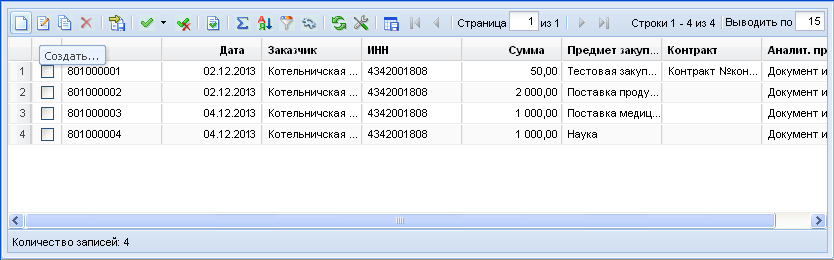 Страница 1 из 1 Строки 1 - 4 из 4 Выводить по 15
Дата Заказчик ИНН Сумма Предмет закуп... Контракт Аналит. пр
Создать...
1 801000001 02.12.2013 Котельничская ... 4342001808 50,00 Тестовая закуп... Контракт №кон... Документ и
2 801000002 02.12.2013 Котельничская ... 4342001808 2 000,00 Поставка проду... Документ и
3 801000003 04.12.2013 Котельничская ... 4342001808 1 000,00 Поставка медиц... Документ и
4 801000004 04.12.2013 Котельничская ... 4342001808 1 000,00 Наука Документ и
Количество записей: 4